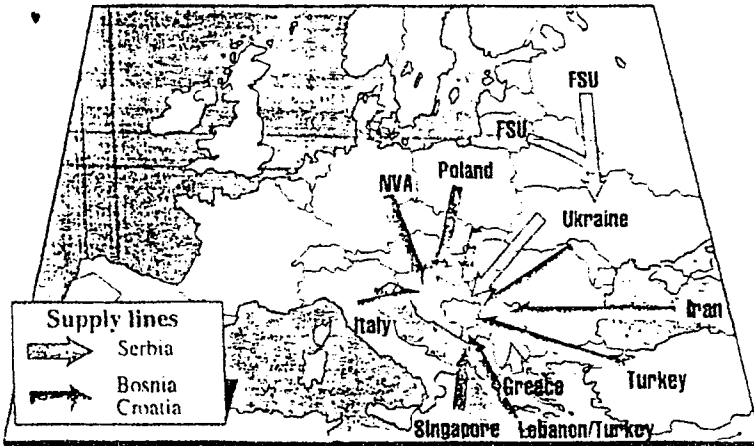 FSU
FSU
Poland
NVA
Ukraine
Supply lines
Serbia
Bosnia
Croatia
Italy
Iran
Turkey
Greece
Singapore
Lebanon/Turkey